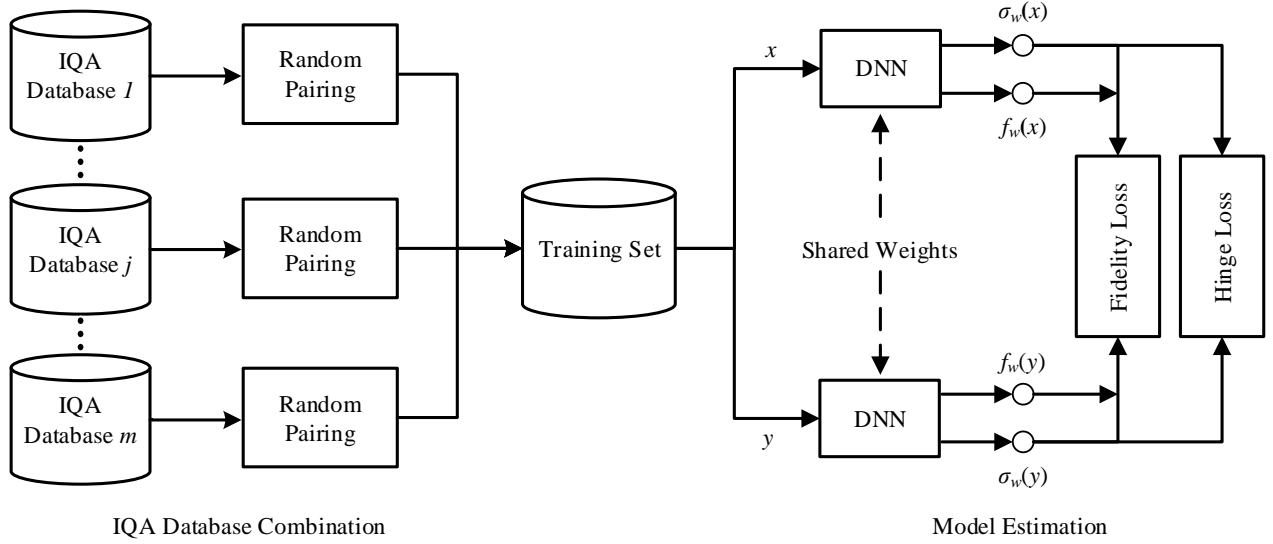 IQA
Database 1
Random
Pairing
IQA
Database j
Random
Pairing
IQA
Database m
Random
Pairing
Training Set
x
y
DNN
Shared Weights
DNN
σw(x)
fw(x)
fw(y)
σw(y)
Fidelity Loss
Hinge Loss
IQA Database Combination
Model Estimation